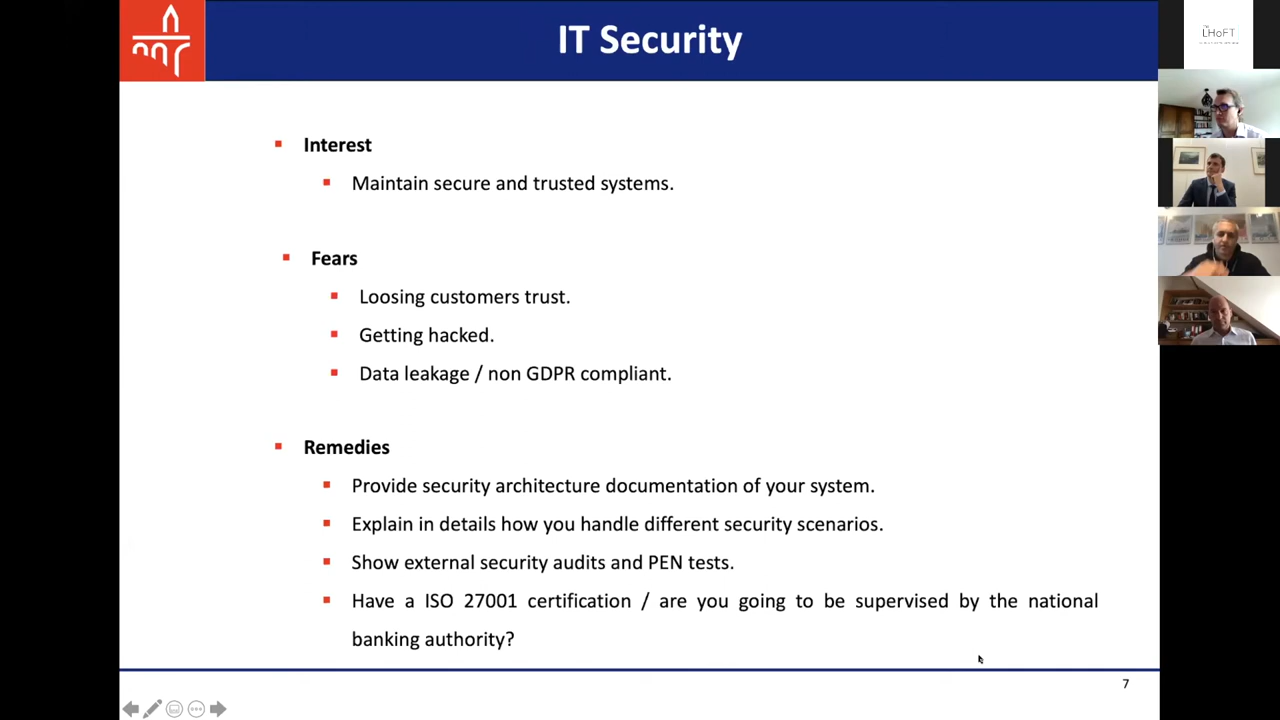 IT Security
LHoFT
Interest
Maintain secure and trusted systems.
Fears
Loosing customers trust.
Getting hacked.
Data leakage / non GDPR compliant.
Remedies
Provide security architecture documentation of your system.
Explain in details how you handle different security scenarios.
Show external security audits and PEN tests.
Have a ISO 27001 certification / are you going to be supervised by the national
banking authority?
7